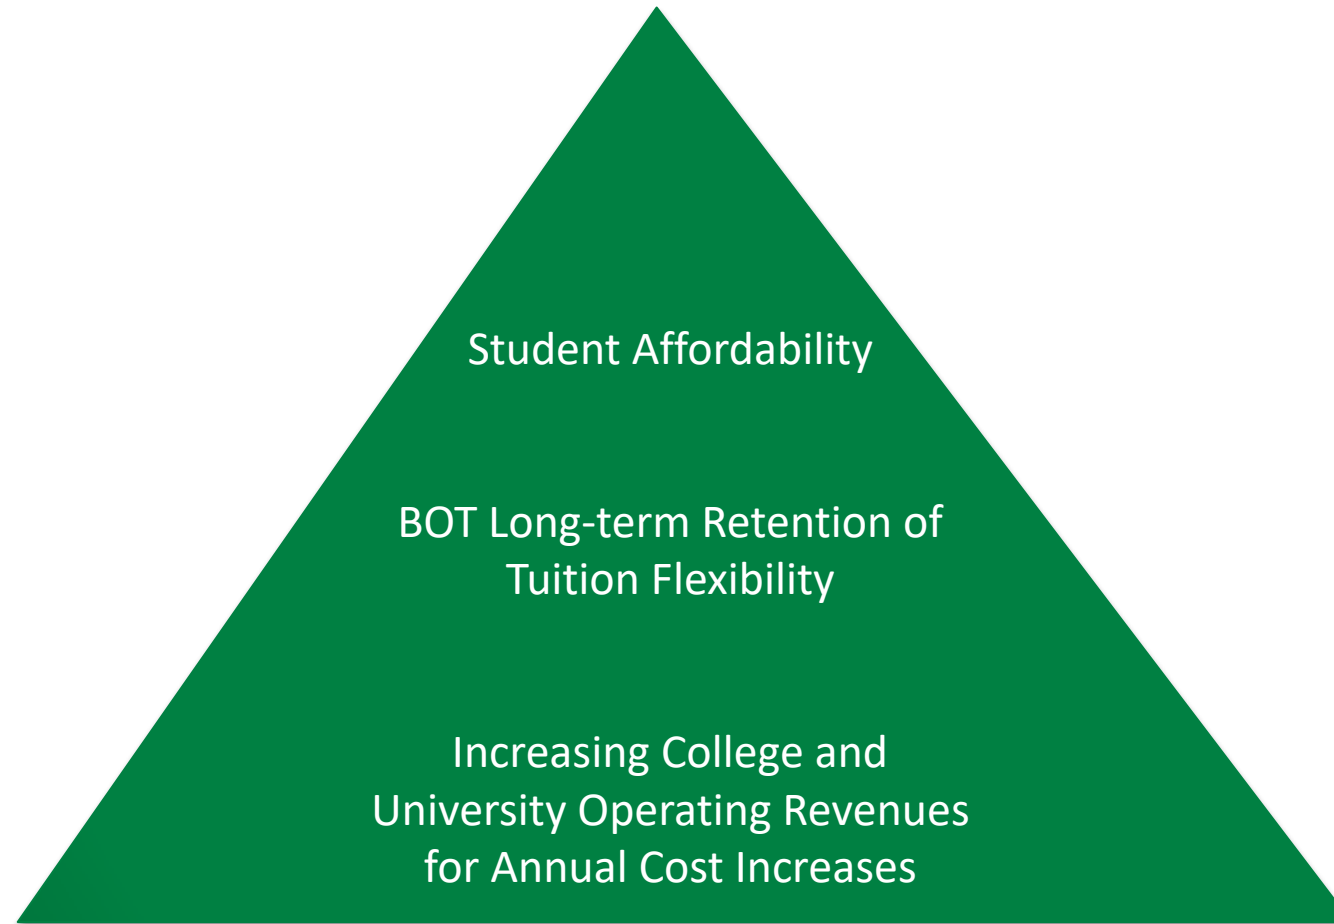 Student Affordability
BOT Long-term Retention of
Tuition Flexibility
Increasing College and
University Operating Revenues
for Annual Cost Increases